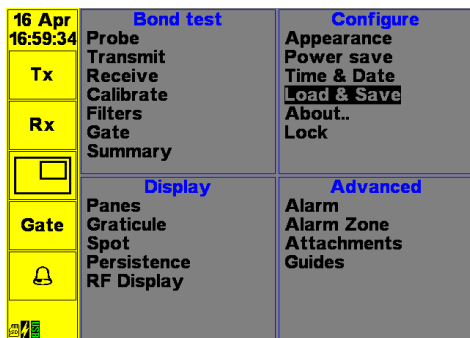 16 Apr
16:59:34
Tx
Rx
Gate
Bond test
Probe
Transmit
Receive
Calibrate
Filters
Gate
Summary
Configure
Appearance
Power save
Time & Date
Load & Save
About..
Lock
Display
Panes
Graticule
Spot
Persistence
RF Display
Advanced
Alarm
Alarm Zone
Attachments
Guides